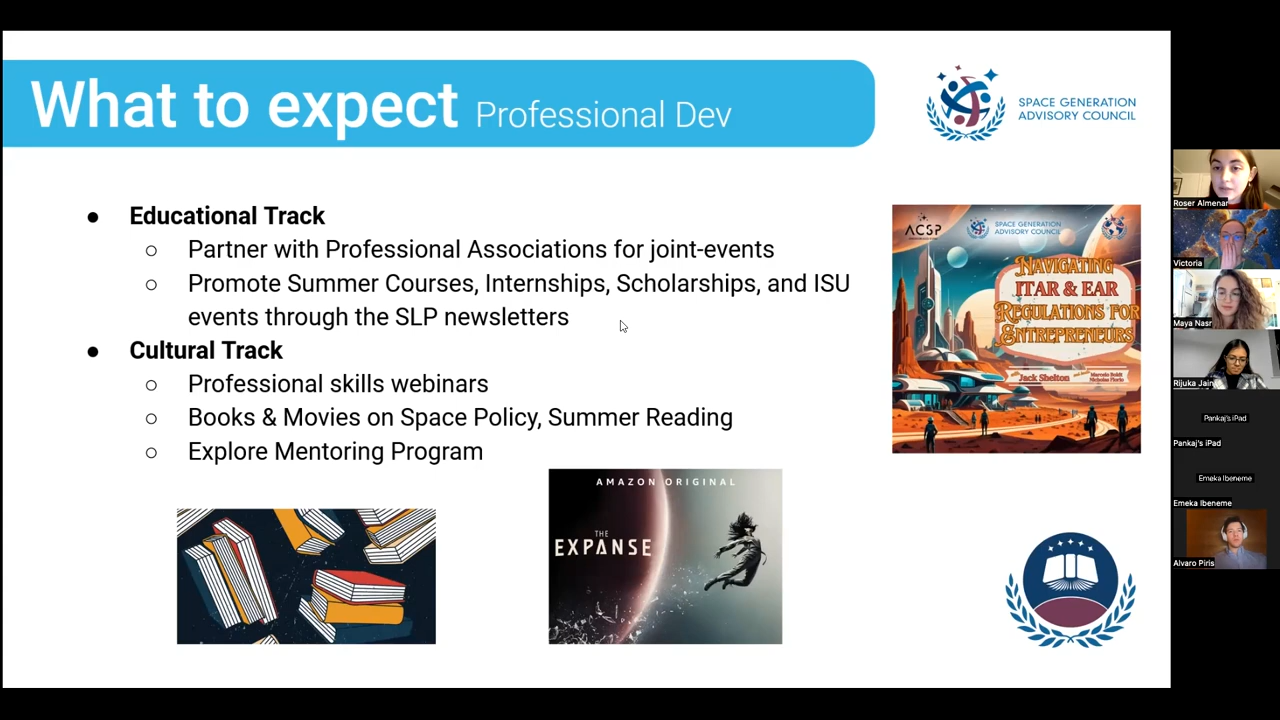 What to expect Professional Dev
SPACE GENERATION
ADVISORY COUNCIL
● Educational Track
○ Partner with Professional Associations for joint-events
○ Promote Summer Courses, Internships, Scholarships, and ISU
events through the SLP newsletters
● Cultural Track
○ Professional skills webinars
○ Books & Movies on Space Policy, Summer Reading
○ Explore Mentoring Program
ACSP
SPACE GENERATION
ADVISORY COUNCIL
NAVIGATING
ITAR & EAR
REGULATIONS FOR
ENTREPRENEURS
Jack Shelton
Marcelo Boldt
Nicholas Florio
AMAZON ORIGINAL
THE
EXPANSE
Roser Almenar
Victoria
Maya Nasr
Rijuka Jain
Pankaj's iPad
Pankaj's iPad
Emeka Ibeneme
Emeka Ibeneme
Alvaro Piris